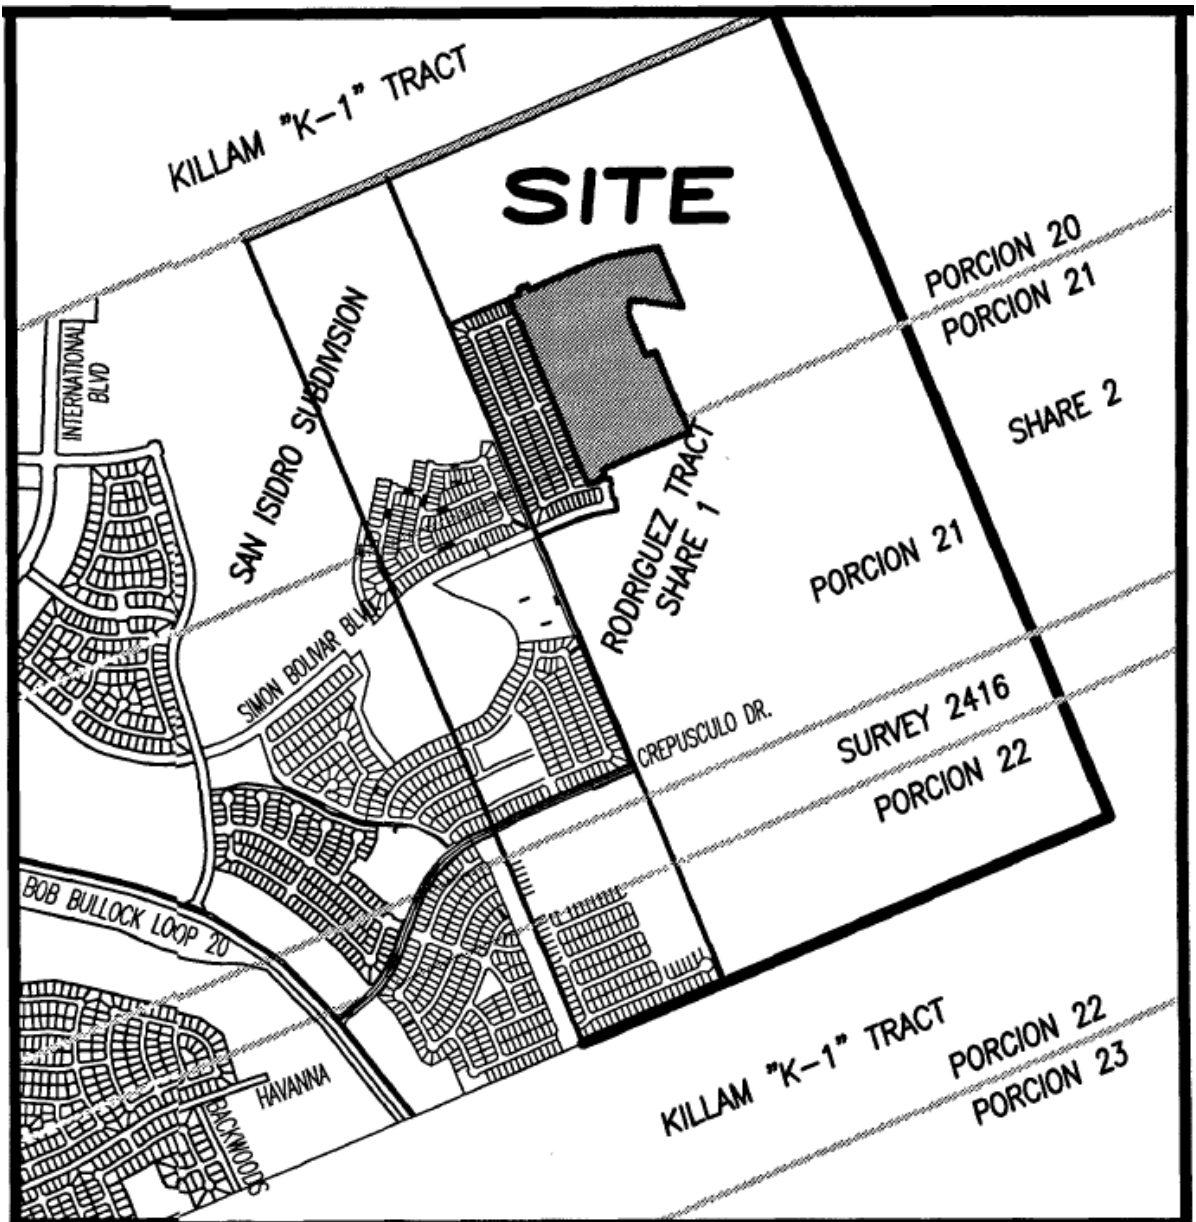 KILLAM "K-1" TRACT
SITE
PORCION 20
PORCION 21
INTERNATIONAL
BLVD
SAN ISIDRO SUBDIVISION
SHARE 2
RODRIGUEZ TRACT
SHARE 1
PORCION 21
SIMON BOLIVAR BLVD
CREPUSCULO DR.
SURVEY 2416
PORCION 22
BOB BULLOCK LOOP 20
KILLAM "K-1" TRACT
PORCION 22
PORCION 23
HAVANNA
BACKWOODS